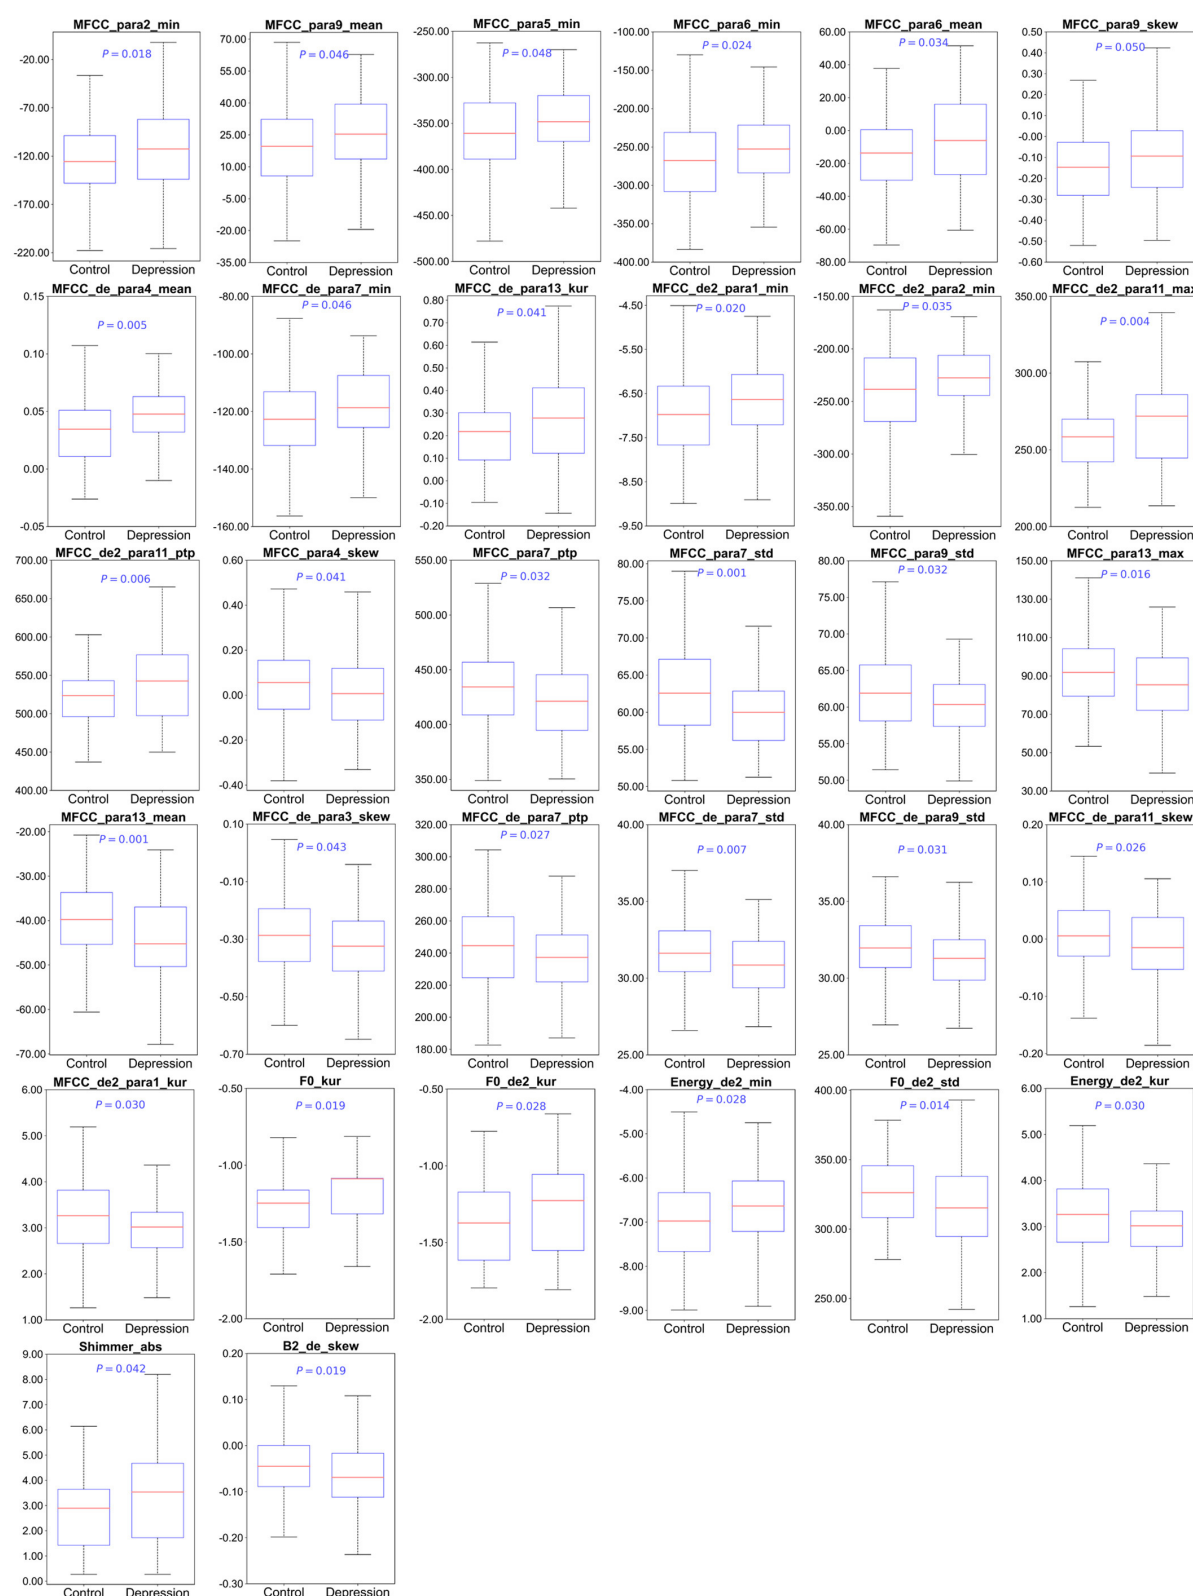 MFCC_para2_min MFCC_para9_mean MFCC_para5_min MFCC_para6_min MFCC_para6_mean MFCC_para9_skew
P = 0.018 P = 0.046 P = 0.048 P = 0.024 P = 0.034 P = 0.050
-20.00 -70.00 -120.00 -170.00 -220.00
70.00 55.00 40.00 25.00 10.00 -5.00 -20.00 -35.00
-250.00 -300.00 -350.00 -400.00 -450.00 -500.00
-100.00 -150.00 -200.00 -250.00 -300.00 -350.00 -400.00
60.00 40.00 20.00 0.00 -20.00 -40.00 -60.00 -80.00
0.50 0.40 0.30 0.20 0.10 -0.00 -0.10 -0.20 -0.30 -0.40 -0.50 -0.60
Control Depression Control Depression Control Depression Control Depression Control Depression Control Depression
MFCC_de_para4_mean MFCC_de_para7_min MFCC_de_para13_kur MFCC_de2_para1_min MFCC_de2_para2_min MFCC_de2_para11_max
P = 0.005 P = 0.046 P = 0.041 P = 0.020 P = 0.035 P = 0.004
0.15 0.10 0.05 0.00 -0.05
-80.00 -100.00 -120.00 -140.00 -160.00
0.80 0.70 0.60 0.50 0.40 0.30 0.20 0.10 0.00 -0.10 -0.20
-4.50 -5.50 -6.50 -7.50 -8.50 -9.50
-150.00 -200.00 -250.00 -300.00 -350.00
350.00 300.00 250.00 200.00
Control Depression Control Depression Control Depression Control Depression Control Depression Control Depression
MFCC_de2_para11_ptp MFCC_para4_skew MFCC_para7_ptp MFCC_para7_std MFCC_para9_std MFCC_para13_max
P = 0.006 P = 0.041 P = 0.032 P = 0.001 P = 0.032 P = 0.016
700.00 650.00 600.00 550.00 500.00 450.00 400.00
0.60 0.40 0.20 0.00 -0.20 -0.40
550.00 500.00 450.00 400.00 350.00
80.00 75.00 70.00 65.00 60.00 55.00 50.00
80.00 75.00 70.00 65.00 60.00 55.00 50.00
150.00 130.00 110.00 90.00 70.00 50.00 30.00
Control Depression Control Depression Control Depression Control Depression Control Depression Control Depression
MFCC_para13_mean MFCC_de_para3_skew MFCC_de_para7_ptp MFCC_de_para7_std MFCC_de_para9_std MFCC_de_para11_skew
P = 0.001 P = 0.043 P = 0.027 P = 0.007 P = 0.031 P = 0.026
-20.00 -30.00 -40.00 -50.00 -60.00 -70.00
0.10 -0.10 -0.30 -0.50 -0.70
320.00 300.00 280.00 260.00 240.00 220.00 200.00 180.00
40.00 35.00 30.00 25.00
40.00 35.00 30.00 25.00
0.20 0.10 0.00 -0.10 -0.20
Control Depression Control Depression Control Depression Control Depression Control Depression Control Depression
MFCC_de2_para1_kur F0_kur F0_de2_kur Energy_de2_min F0_de2_std Energy_de2_kur
P = 0.030 P = 0.019 P = 0.028 P = 0.028 P = 0.014 P = 0.030
6.00 5.00 4.00 3.00 2.00 1.00
-0.50 -1.00 -1.50 -2.00
-0.50 -1.00 -1.50 -2.00
-4.00 -5.00 -6.00 -7.00 -8.00 -9.00
400.00 350.00 300.00 250.00
6.00 5.00 4.00 3.00 2.00 1.00
Control Depression Control Depression Control Depression Control Depression Control Depression Control Depression
Shimmer_abs B2_de_skew
P = 0.042 P = 0.019
9.00 8.00 7.00 6.00 5.00 4.00 3.00 2.00 1.00 0.00
0.20 0.10 0.00 -0.10 -0.20 -0.30
Control Depression Control Depression